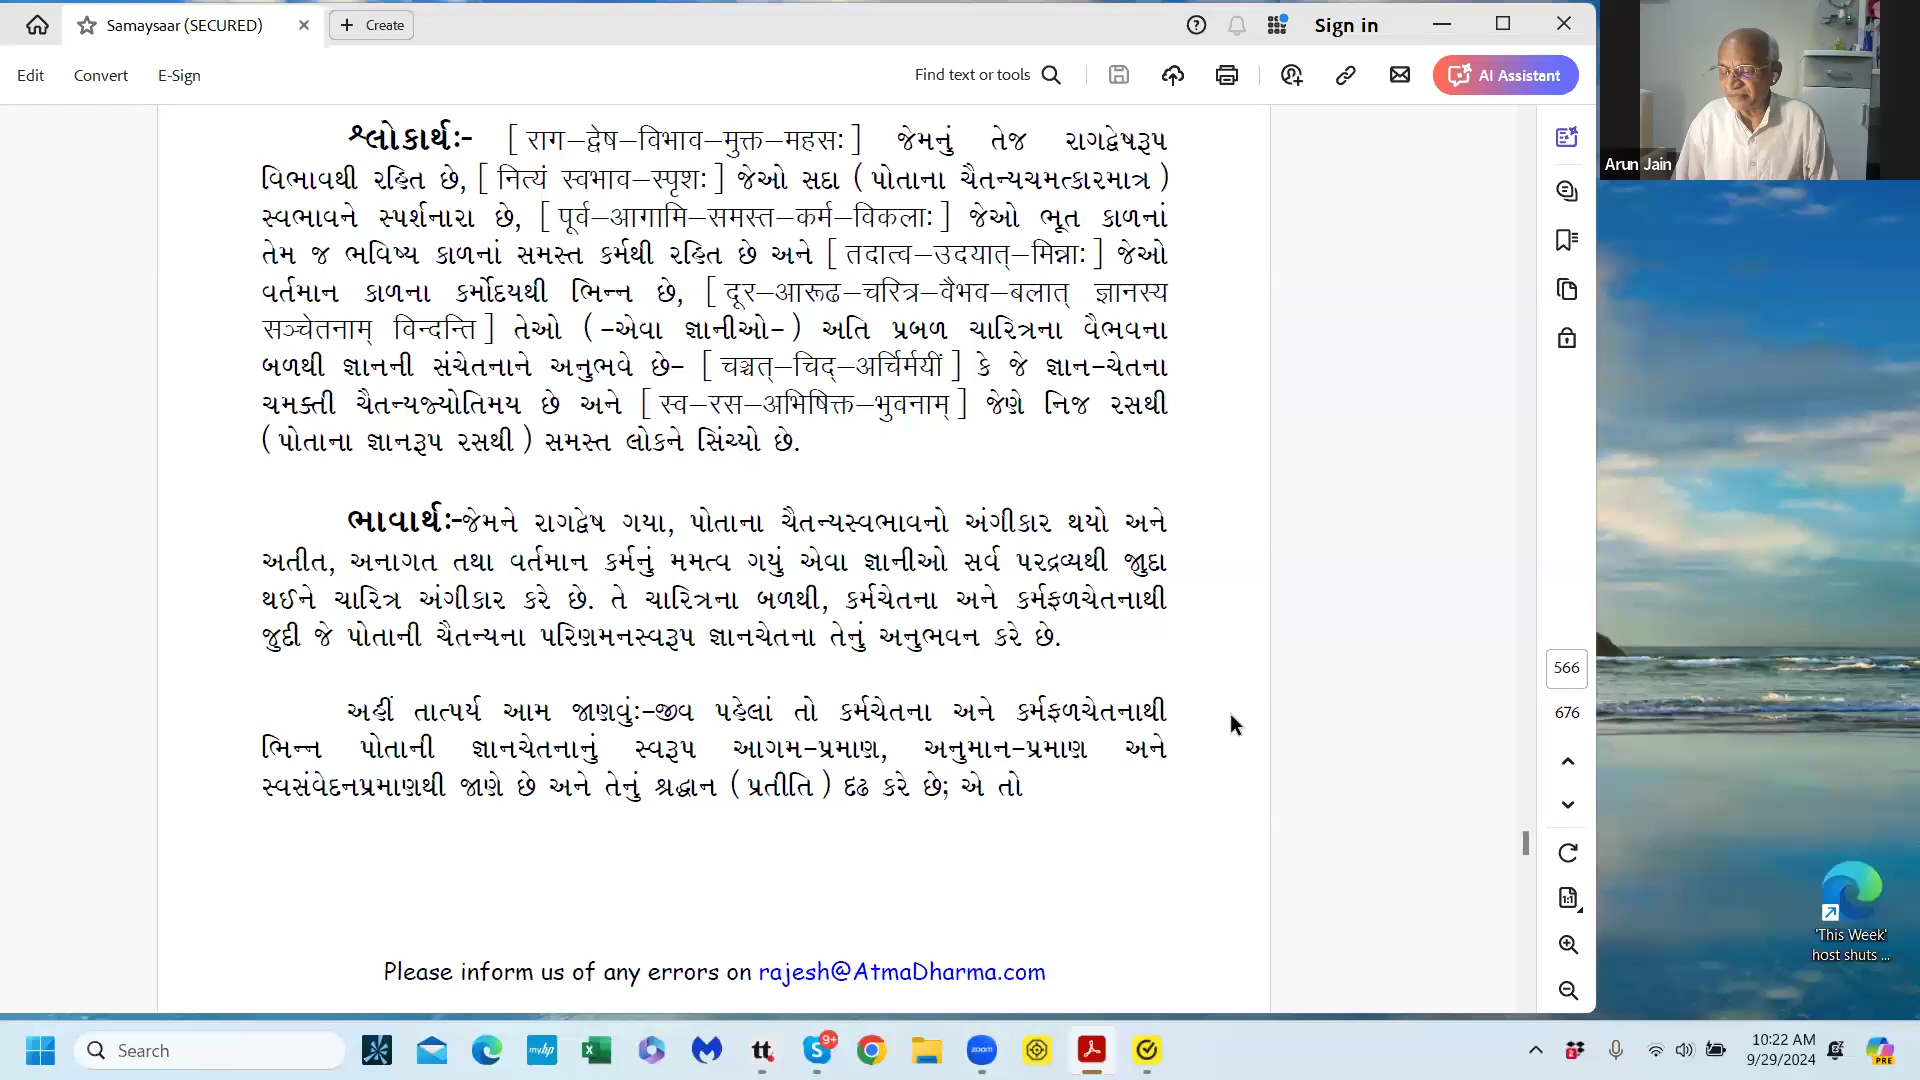 Samaysaar (SECURED)
Create
Sign in
Edit
Convert
E-Sign
Find text or tools
AI Assistant
Arun Jain
શ્લોકાર્થઃ- [ राग–द्वेष–विभाव–मुक्त–महसः ] જેમનું તેજ રાગદ્વેષરૂપ
વિભાવથી રહિત છે, [ नित्यं स्वभाव–स्पृशः ] જેઓ સદા (પોતાના ચૈતન્યચમત્કારમાત્ર)
સ્વભાવને સ્પર્શનારા છે, [ पूर्व–आगामि–समस्त–कर्म–विकलाः ] જેઓ ભૂત કાળનાં
તેમ જ ભવિષ્ય કાળનાં સમસ્ત કર્મથી રહિત છે અને [ तदात्व–उदयात्–मिन्नाः ] જેઓ
વર્તમાન કાળના કર્મોદયથી ભિન્ન છે, [ दूर–आरूढ–चरित्र–वैभव–बलात् ज्ञानस्य
सञ्चेतनाम् विन्दन्ति ] તેઓ (-એવા જ્ઞાનીઓ-) અતિ પ્રબળ ચારિત્રના વૈભવના
બળથી જ્ઞાનની સંચેતનાને અનુભવે છે- [ चञ्चत्–चिद्–अर्चिर्मयीं ] કે જે જ્ઞાન-ચેતના
ચમક્તી ચૈતન્યજ્યોતિમય છે અને [ स्व–रस–अभिषिक्त–भुवनाम् ] જેણે નિજ રસથી
(પોતાના જ્ઞાનરૂપ રસથી) સમસ્ત લોકને સિંચ્યો છે.
ભાવાર્થઃ-જેમને રાગદ્વેષ ગયા, પોતાના ચૈતન્યસ્વભાવનો અંગીકાર થયો અને
અતીત, અનાગત તથા વર્તમાન કર્મનું મમત્વ ગયું એવા જ્ઞાનીઓ સર્વ પરદ્રવ્યથી જુદા
થઈને ચારિત્ર અંગીકાર કરે છે. તે ચારિત્રના બળથી, કર્મચેતના અને કર્મફળચેતનાથી
જુદી જે પોતાની ચૈતન્યના પરિણમનસ્વરૂપ જ્ઞાનચેતના તેનું અનુભવન કરે છે.
અહીં તાત્પર્ય આમ જાણવુંઃ-જીવ પહેલાં તો કર્મચેતના અને કર્મફળચેતનાથી
ભિન્ન પોતાની જ્ઞાનચેતનાનું સ્વરૂપ આગમ-પ્રમાણ, અનુમાન-પ્રમાણ અને
સ્વસંવેદનપ્રમાણથી જાણે છે અને તેનું શ્રદ્ધાન (પ્રતીતિ) દઢ કરે છે; એ તો
566
676
Please inform us of any errors on rajesh@AtmaDharma.com
'This Week'
host shuts ...
Search
myhp
tt
S
9+
zoom
10:22 AM
9/29/2024
PRE